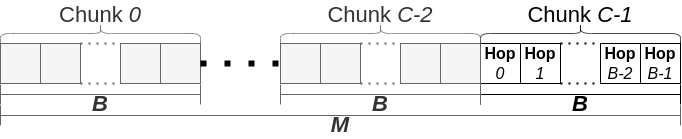 Chunk 0 Chunk C-2 Chunk C-1
Hop Hop Hop Hop
0 1 B-2 B-1
B B B
M